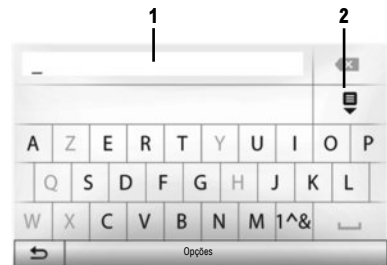 1 2
_
A Z E R T Y U I O P
Q S D F G H J K L
W X C V B N M 1^&
Opções